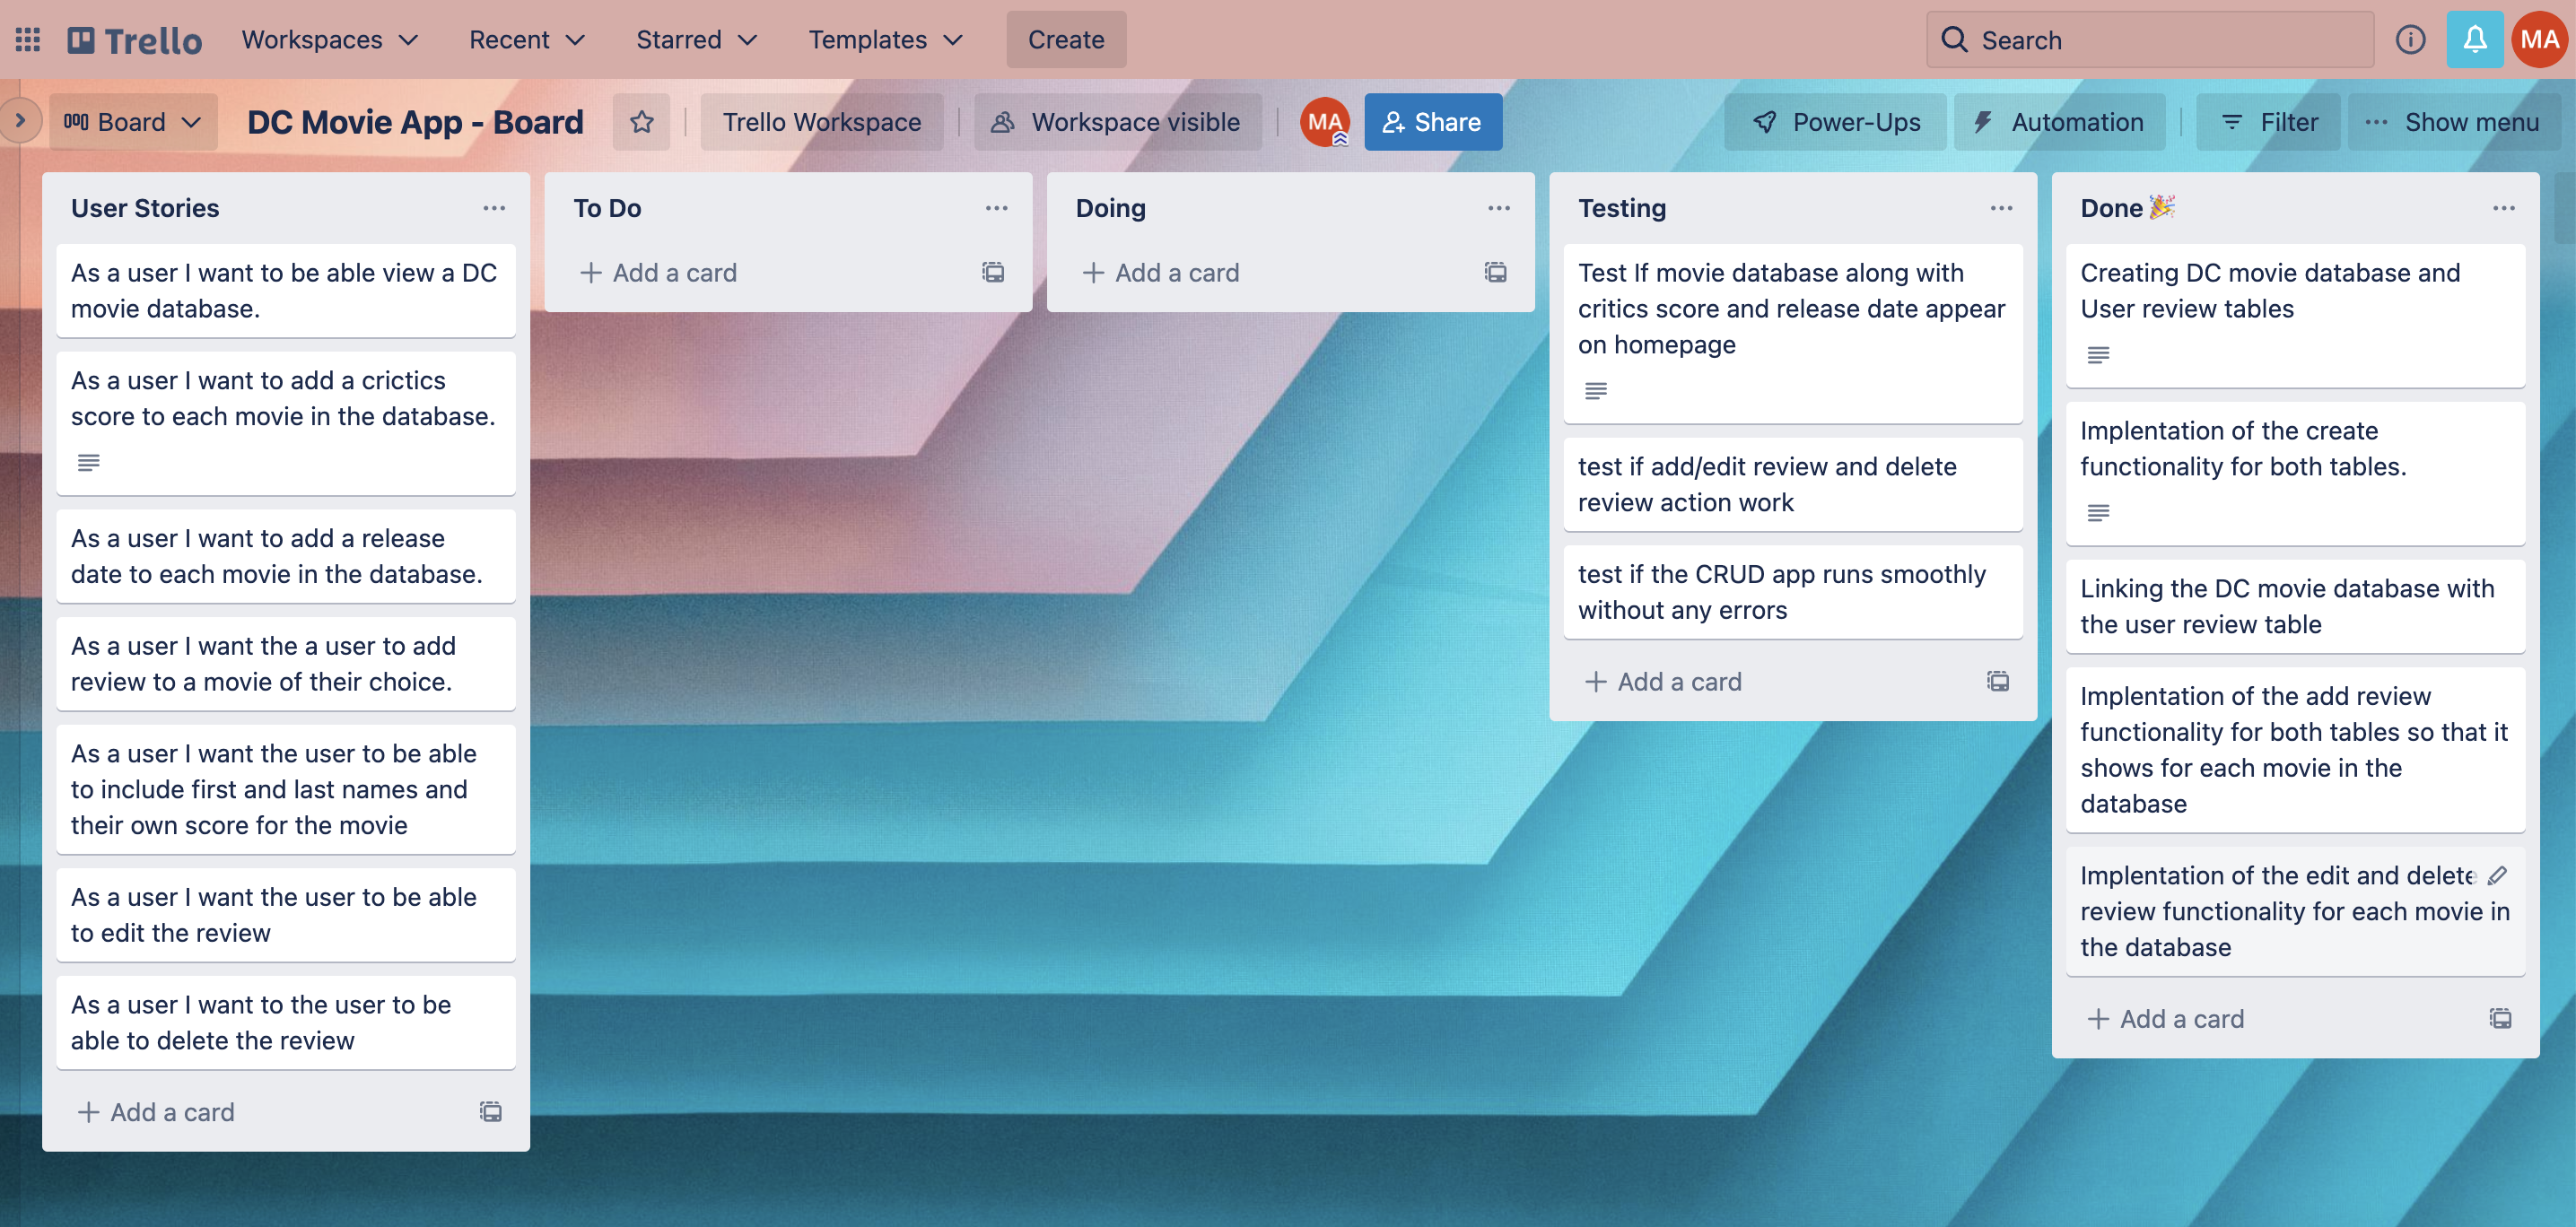 Trello
Workspaces
Recent
Starred
Templates
Create
Search
MA
Board
DC Movie App - Board
Trello Workspace
Workspace visible
MA
Share
Power-Ups
Automation
Filter
Show menu
User Stories
As a user I want to be able view a DC
movie database.
As a user I want to add a crictics
score to each movie in the database.
As a user I want to add a release
date to each movie in the database.
As a user I want the a user to add
review to a movie of their choice.
As a user I want the user to be able
to include first and last names and
their own score for the movie
As a user I want the user to be able
to edit the review
As a user I want to the user to be
able to delete the review
Add a card
To Do
Add a card
Doing
Add a card
Testing
Test If movie database along with
critics score and release date appear
on homepage
test if add/edit review and delete
review action work
test if the CRUD app runs smoothly
without any errors
Add a card
Done 🎉
Creating DC movie database and
User review tables
Implentation of the create
functionality for both tables.
Linking the DC movie database with
the user review table
Implentation of the add review
functionality for both tables so that it
shows for each movie in the
database
Implentation of the edit and delete
review functionality for each movie in
the database
Add a card